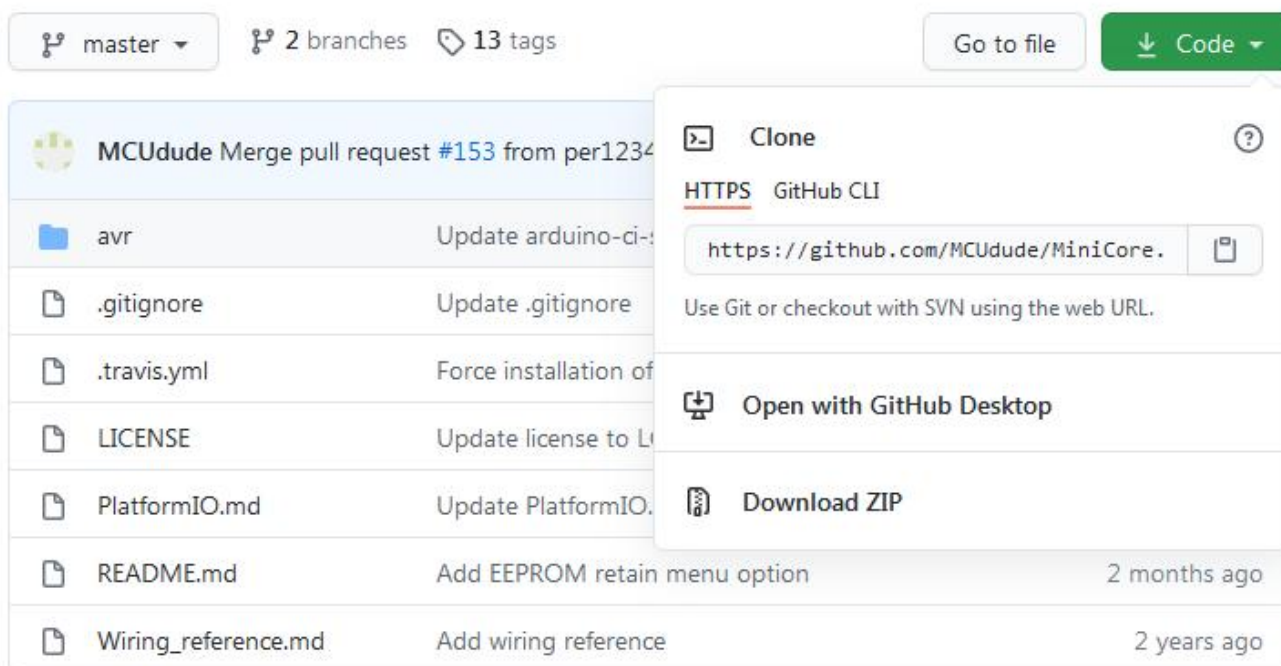 master 2 branches 13 tags Go to file Code
MCUdude Merge pull request #153 from per1234
avr Update arduino-ci-
.gitignore Update .gitignore
.travis.yml Force installation of
LICENSE Update license to
PlatformIO.md Update PlatformIO.
README.md Add EEPROM retain menu option 2 months ago
Wiring_reference.md Add wiring reference 2 years ago
Clone
HTTPS GitHub CLI
https://github.com/MCUdude/MiniCore.
Use Git or checkout with SVN using the web URL.
Open with GitHub Desktop
Download ZIP